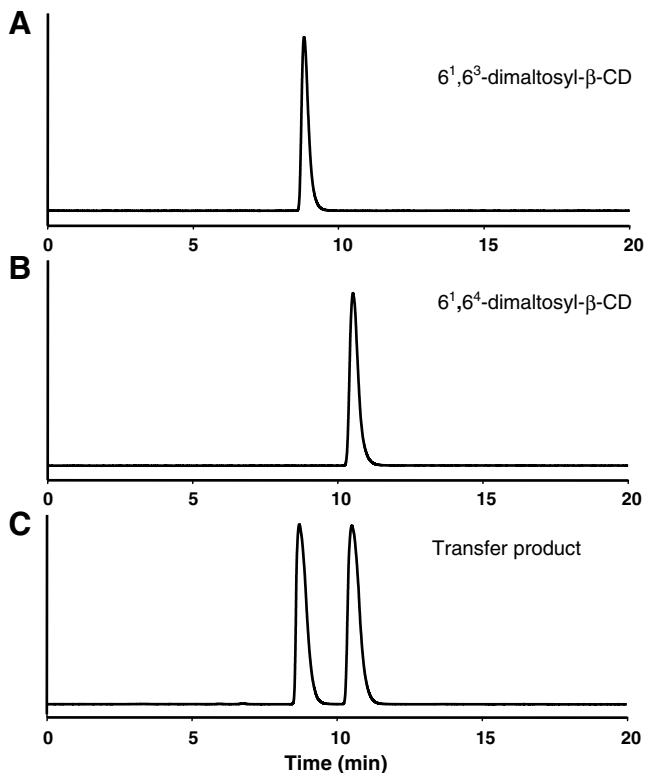 A
6¹,6³-dimaltosyl-β-CD
0 5 10 15 20
B
6¹,6⁴-dimaltosyl-β-CD
0 5 10 15 20
C
Transfer product
0 5 10 15 20
Time (min)